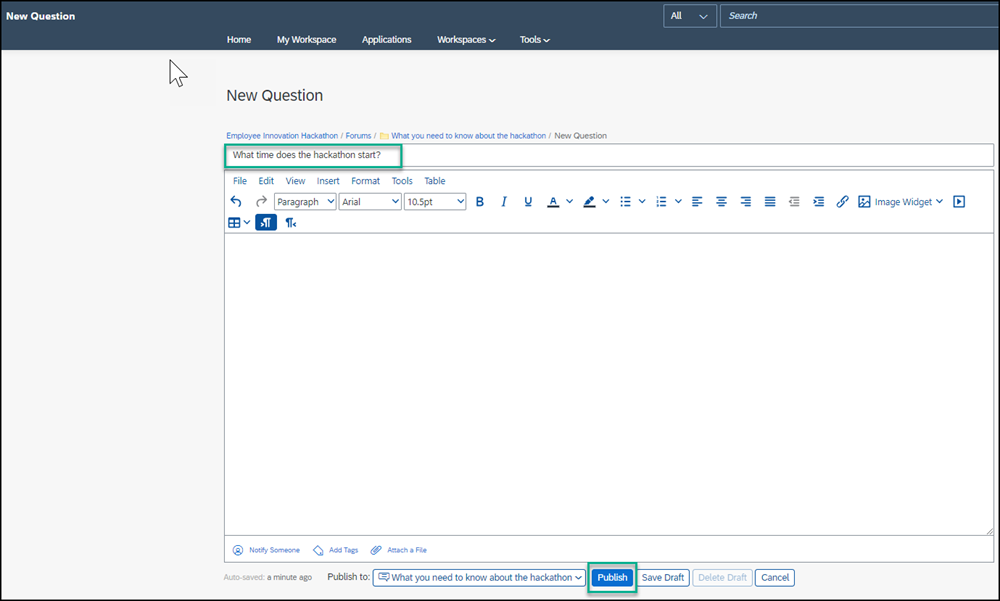 New Question
All Search
Home My Workspace Applications Workspaces Tools
New Question
Employee Innovation Hackathon / Forums / What you need to know about the hackathon / New Question
What time does the hackathon start?
File Edit View Insert Format Tools Table
Paragraph Arial 10.5pt B I U A Image Widget
Notify Someone Add Tags Attach a File
Auto-saved: a minute ago Publish to: What you need to know about the hackathon Publish Save Draft Delete Draft Cancel